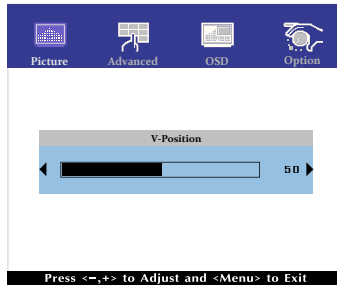 Picture Advanced OSD Option
V-Position
50
Press <-,+> to Adjust and <Menu> to Exit